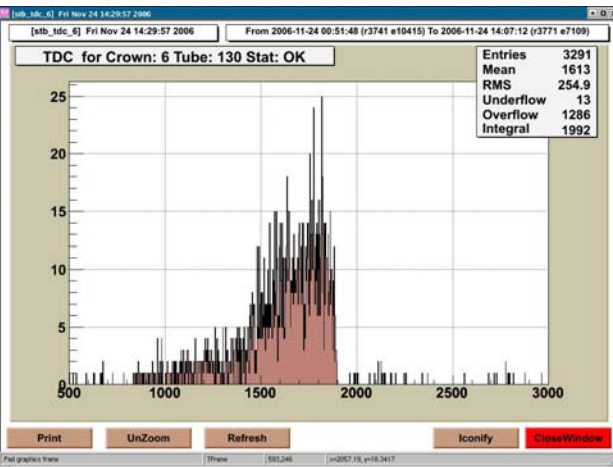 [stb_tdc_6] Fri Nov 24 14:29:57 2006
[stb_tdc_6] Fri Nov 24 14:29:57 2006
From 2006-11-24 00:51:48 (r3741 e10415) To 2006-11-24 14:07:12 (r3771 e7109)
TDC for Crown: 6 Tube: 130 Stat: OK
Entries 3291
Mean 1613
RMS 254.9
Underflow 13
Overflow 1286
Integral 1992
25
20
15
10
5
0
500 1000 1500 2000 2500 3000
Print UnZoom Refresh Iconify CloseWindow
Pad graphics frame TFrame 593,246 x=2057.19, y=18.3417